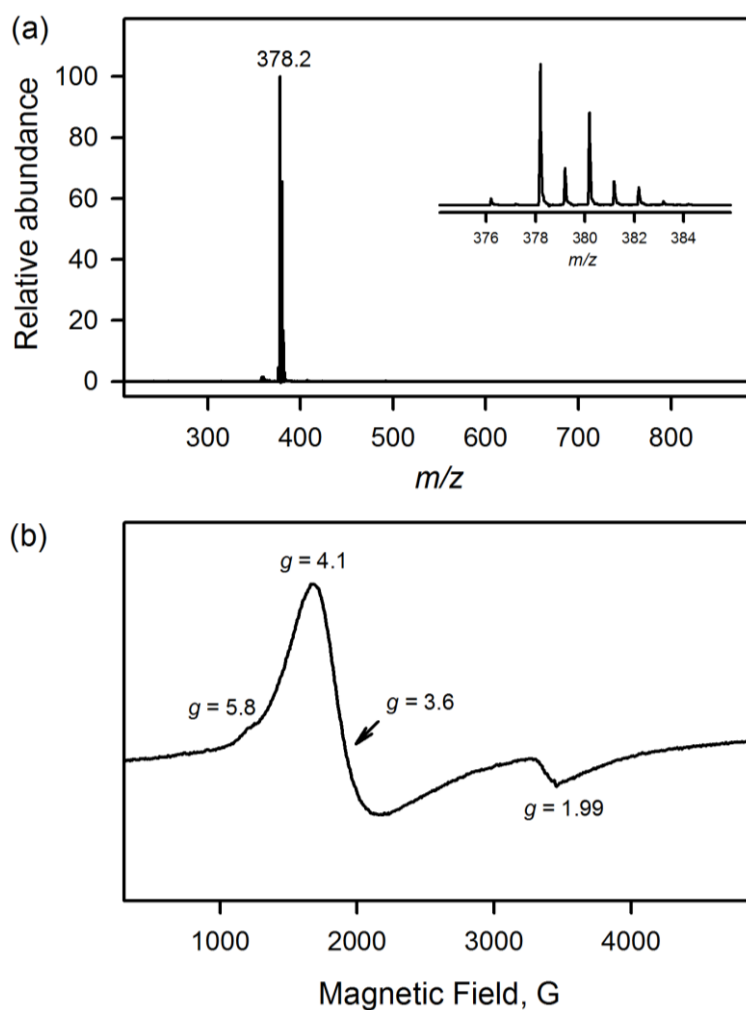 (a)
Relative abundance
100
80
60
40
20
0
378.2
376 378 380 382 384
m/z
300 400 500 600 700 800
m/z
(b)
g = 4.1
g = 5.8
g = 3.6
g = 1.99
1000 2000 3000 4000
Magnetic Field, G